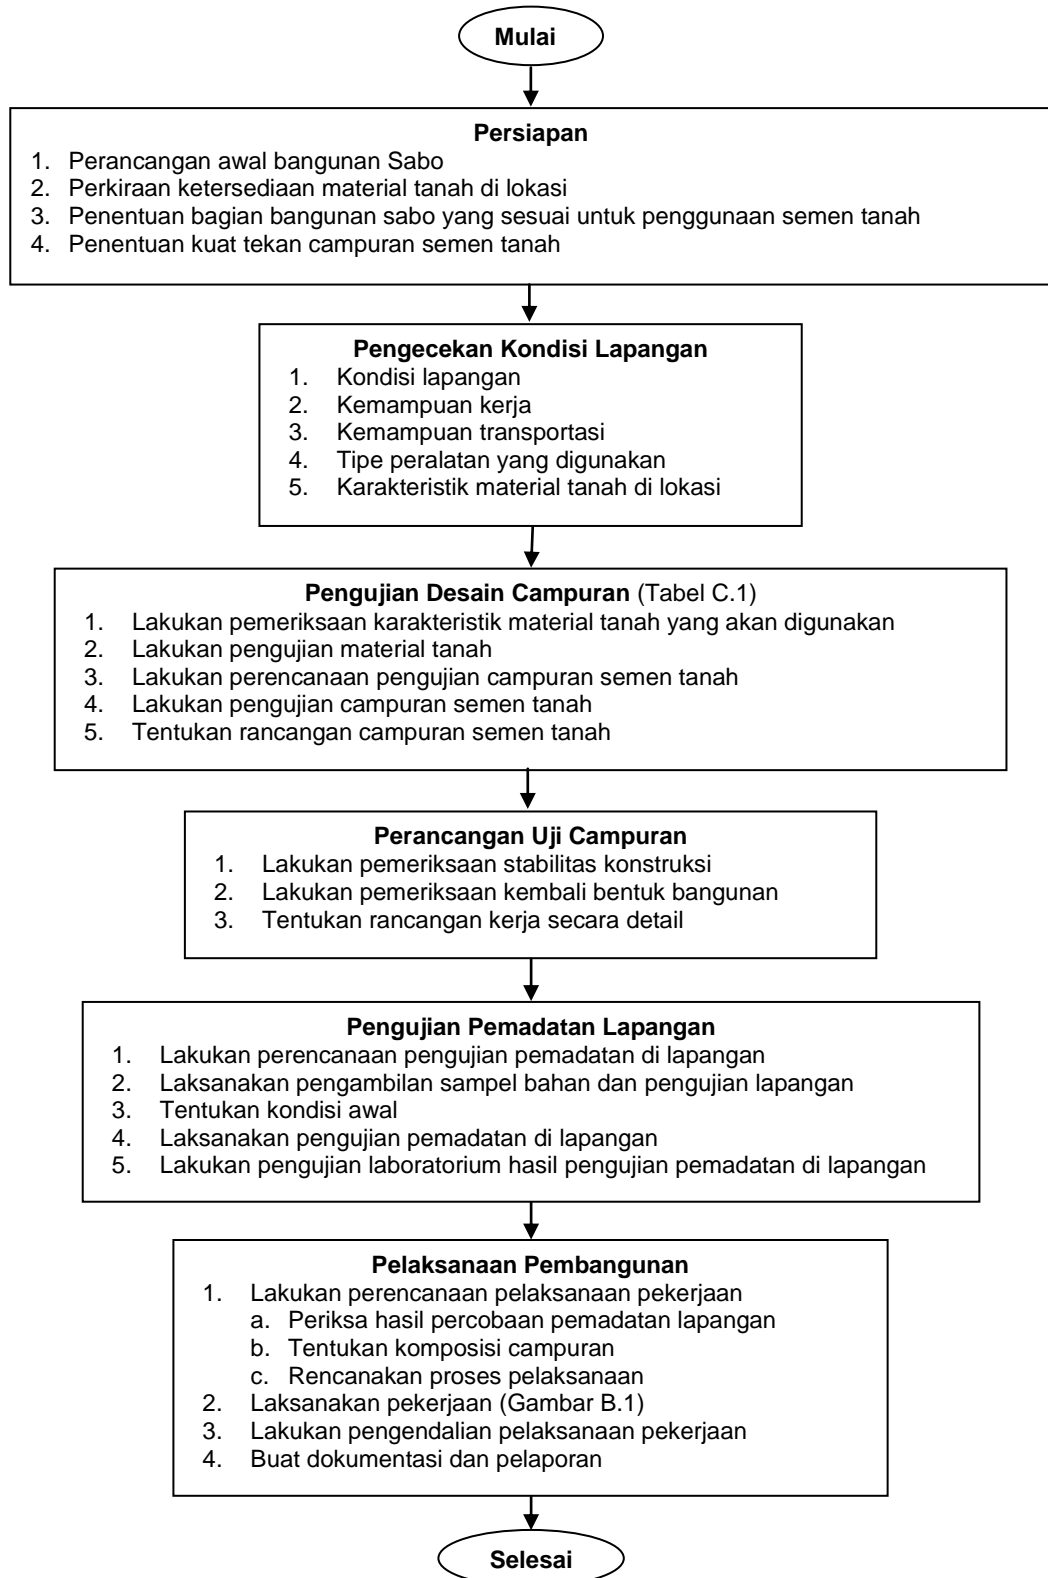 Mulai
Persiapan
1. Perancangan awal bangunan Sabo
2. Perkiraan ketersediaan material tanah di lokasi
3. Penentuan bagian bangunan sabo yang sesuai untuk penggunaan semen tanah
4. Penentuan kuat tekan campuran semen tanah
Pengecekan Kondisi Lapangan
1. Kondisi lapangan
2. Kemampuan kerja
3. Kemampuan transportasi
4. Tipe peralatan yang digunakan
5. Karakteristik material tanah di lokasi
Pengujian Desain Campuran (Tabel C.1)
1. Lakukan pemeriksaan karakteristik material tanah yang akan digunakan
2. Lakukan pengujian material tanah
3. Lakukan perencanaan pengujian campuran semen tanah
4. Lakukan pengujian campuran semen tanah
5. Tentukan rancangan campuran semen tanah
Perancangan Uji Campuran
1. Lakukan pemeriksaan stabilitas konstruksi
2. Lakukan pemeriksaan kembali bentuk bangunan
3. Tentukan rancangan kerja secara detail
Pengujian Pemadatan Lapangan
1. Lakukan perencanaan pengujian pemadatan di lapangan
2. Laksanakan pengambilan sampel bahan dan pengujian lapangan
3. Tentukan kondisi awal
4. Laksanakan pengujian pemadatan di lapangan
5. Lakukan pengujian laboratorium hasil pengujian pemadatan di lapangan
Pelaksanaan Pembangunan
1. Lakukan perencanaan pelaksanaan pekerjaan
a. Periksa hasil percobaan pemadatan lapangan
b. Tentukan komposisi campuran
c. Rencanakan proses pelaksanaan
2. Laksanakan pekerjaan (Gambar B.1)
3. Lakukan pengendalian pelaksanaan pekerjaan
4. Buat dokumentasi dan pelaporan
Selesai